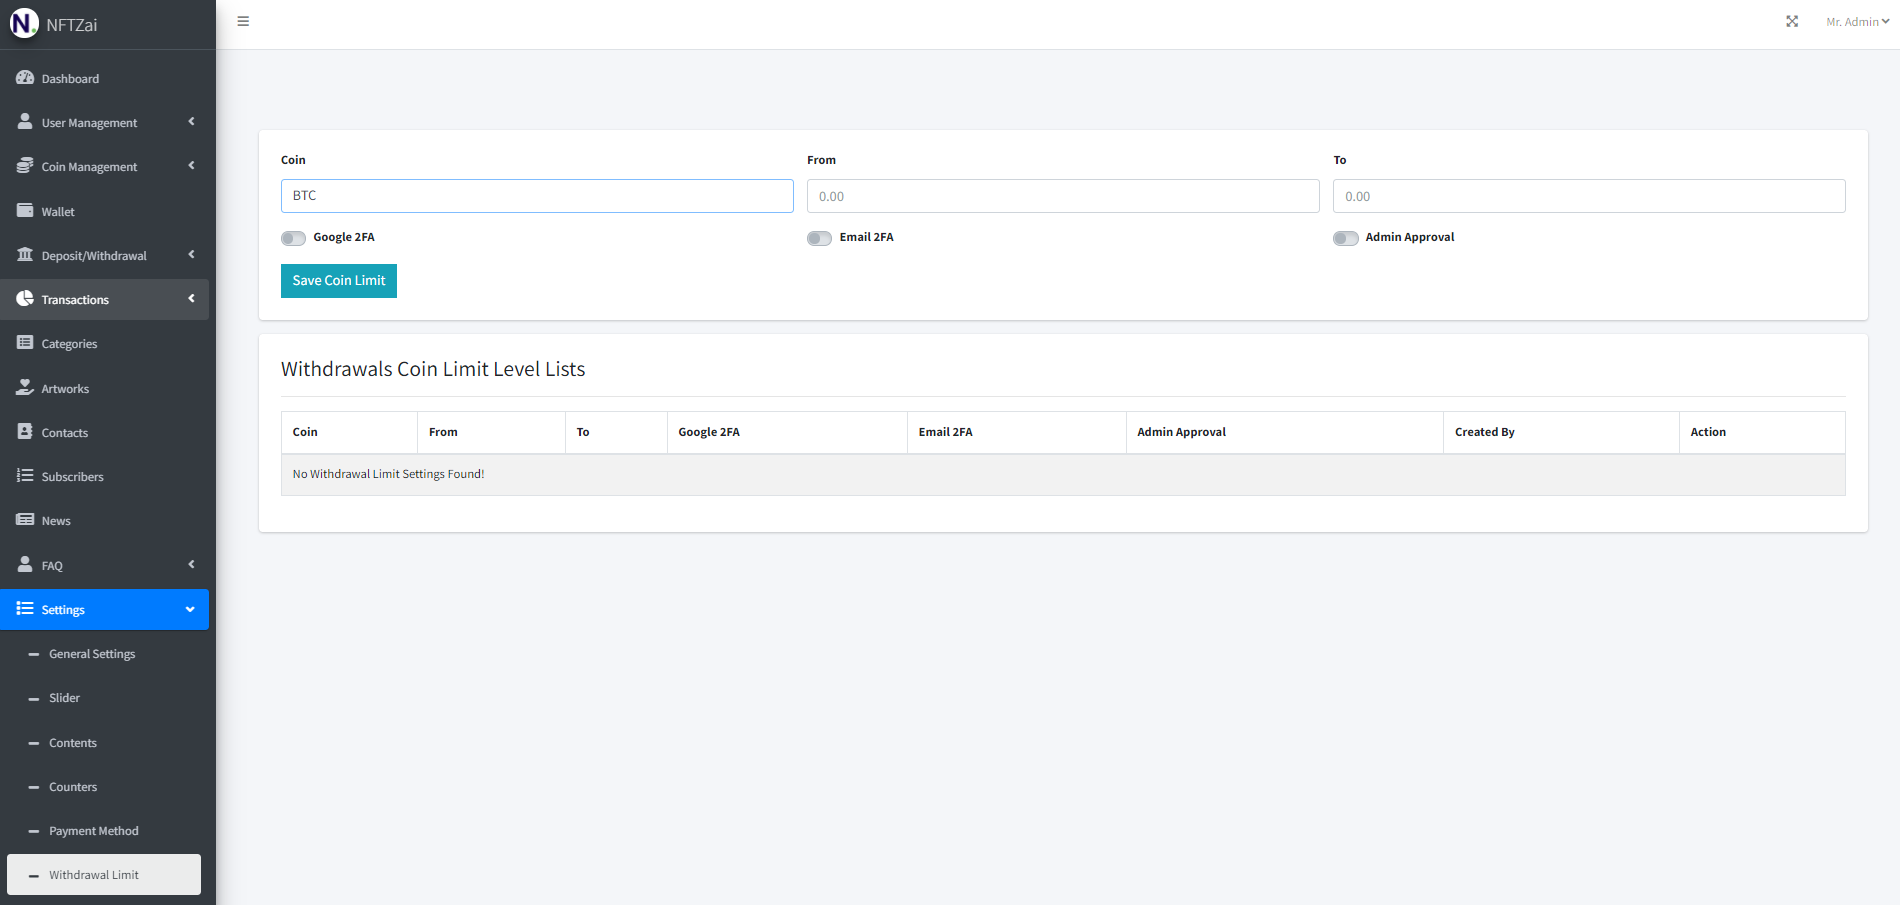 N.
NFTZai
Mr. Admin
Dashboard
User Management
Coin Management
Wallet
Deposit/Withdrawal
Transactions
Categories
Artworks
Contacts
Subscribers
News
FAQ
Settings
General Settings
Slider
Contents
Counters
Payment Method
Withdrawal Limit
Coin From To
BTC 0.00 0.00
Google 2FA Email 2FA Admin Approval
Save Coin Limit
Withdrawals Coin Limit Level Lists
Coin From To Google 2FA Email 2FA Admin Approval Created By Action
No Withdrawal Limit Settings Found!